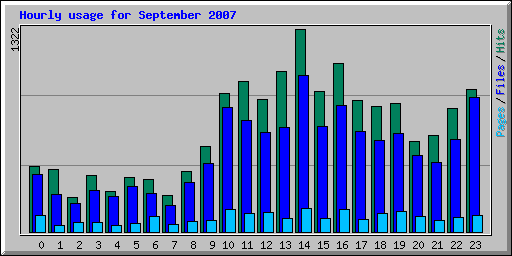 Hourly usage for September 2007
1322
Pages/Files/Hits
0 1 2 3 4 5 6 7 8 9 10 11 12 13 14 15 16 17 18 19 20 21 22 23